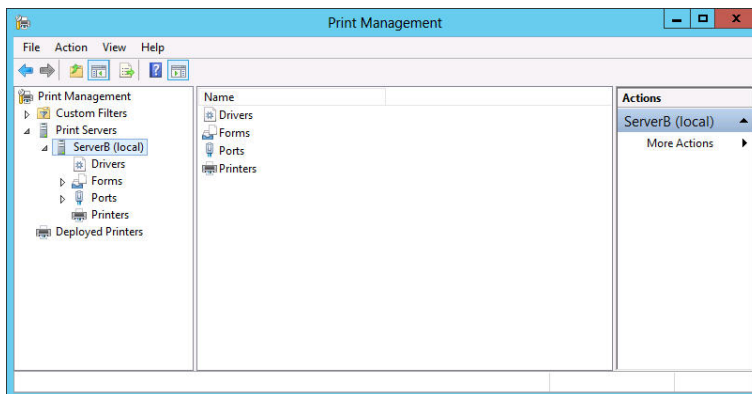 Print Management
File Action View Help
Print Management
Custom Filters
Print Servers
ServerB (local)
Drivers
Forms
Ports
Printers
Deployed Printers
Name
Drivers
Forms
Ports
Printers
Actions
ServerB (local)
More Actions